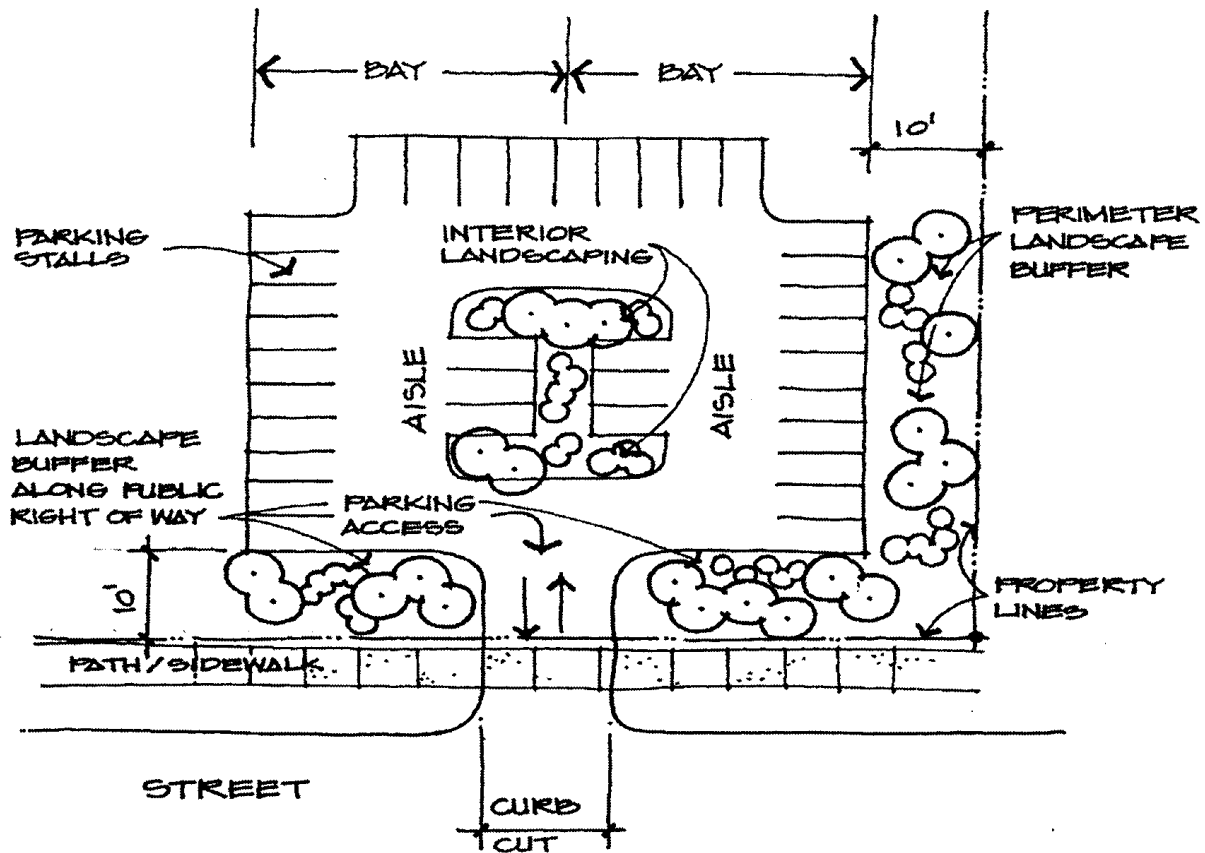 BAY
BAY
10'
PARKING
STALLS
INTERIOR
LANDSCAPING
PERIMETER
LANDSCAPE
BUFFER
AISLE
AISLE
LANDSCAPE
BUFFER
ALONG PUBLIC
RIGHT OF WAY
PARKING
ACCESS
10'
PROPERTY
LINES
PATH/SIDEWALK
STREET
CURB
CUT